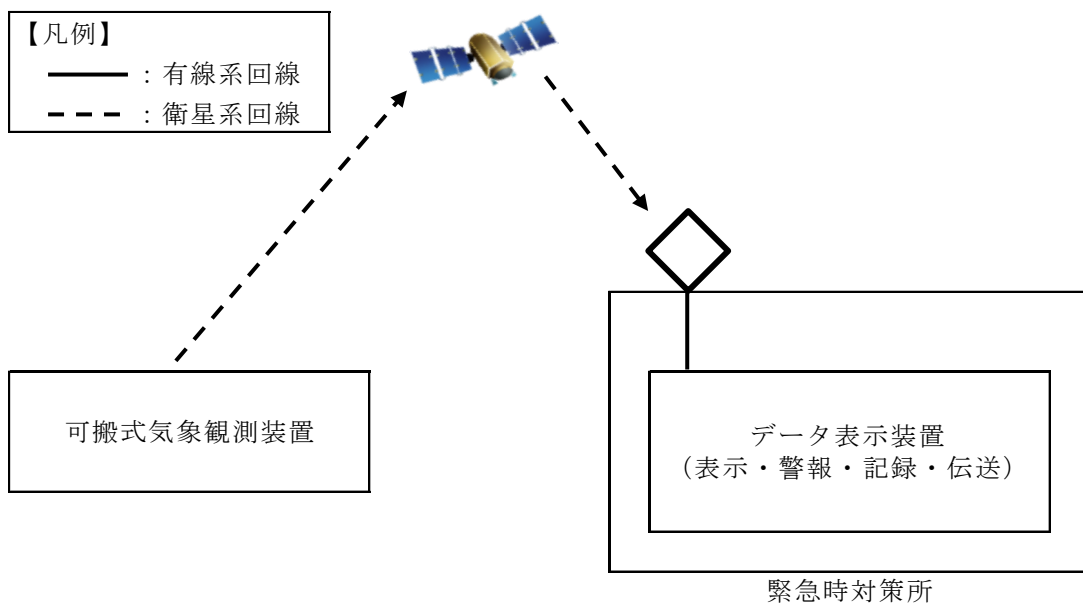 【凡例】
：有線系回線
：衛星系回線
可搬式気象観測装置
データ表示装置
（表示・警報・記録・伝送）
緊急時対策所